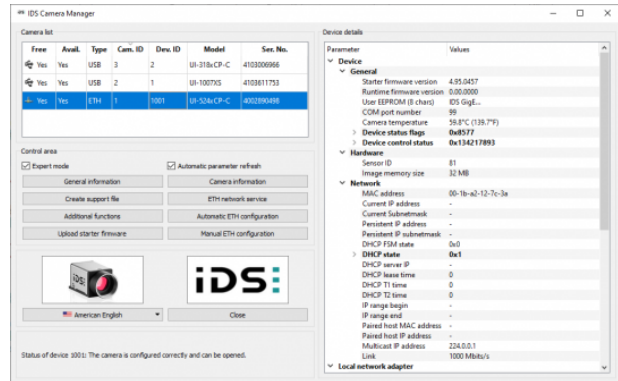 IDS Camera Manager
Camera list
Free Avail. Type Cam. ID Dev. ID Model Ser. No.
Yes Yes USB 3 2 UI-318xCP-C 4103006966
Yes Yes USB 2 1 UI-1007XS 4103611753
Yes Yes ETH 1 1001 UI-524xCP-C 4002890498
Control area
Expert mode
Automatic parameter refresh
General information
Camera information
Create support file
ETH network service
Additional functions
Automatic ETH configuration
Upload starter firmware
Manual ETH configuration
iDS
iDS
American English
Close
Status of device 1001: The camera is configured correctly and can be opened.
Device details
Parameter Values
Device
General
Starter firmware version 4.95.0457
Runtime firmware version 0.00.0000
User EEPROM (8 chars) IDS GigE...
COM port number 99
Camera temperature 59.8°C (139.7°F)
Device status flags 0x8577
Device control status 0x134217893
Hardware
Sensor ID 81
Image memory size 32 MB
Network
MAC address 00-1b-a2-12-7c-3a
Current IP address -
Current Subnetmask -
Persistent IP address -
Persistent IP subnetmask -
DHCP FSM state 0x0
DHCP state 0x1
DHCP server IP -
DHCP lease time 0
DHCP T1 time 0
DHCP T2 time 0
IP range begin -
IP range end -
Paired host MAC address -
Paired host IP address -
Multicast IP address 224.0.0.1
Link 1000 Mbits/s
Local network adapter